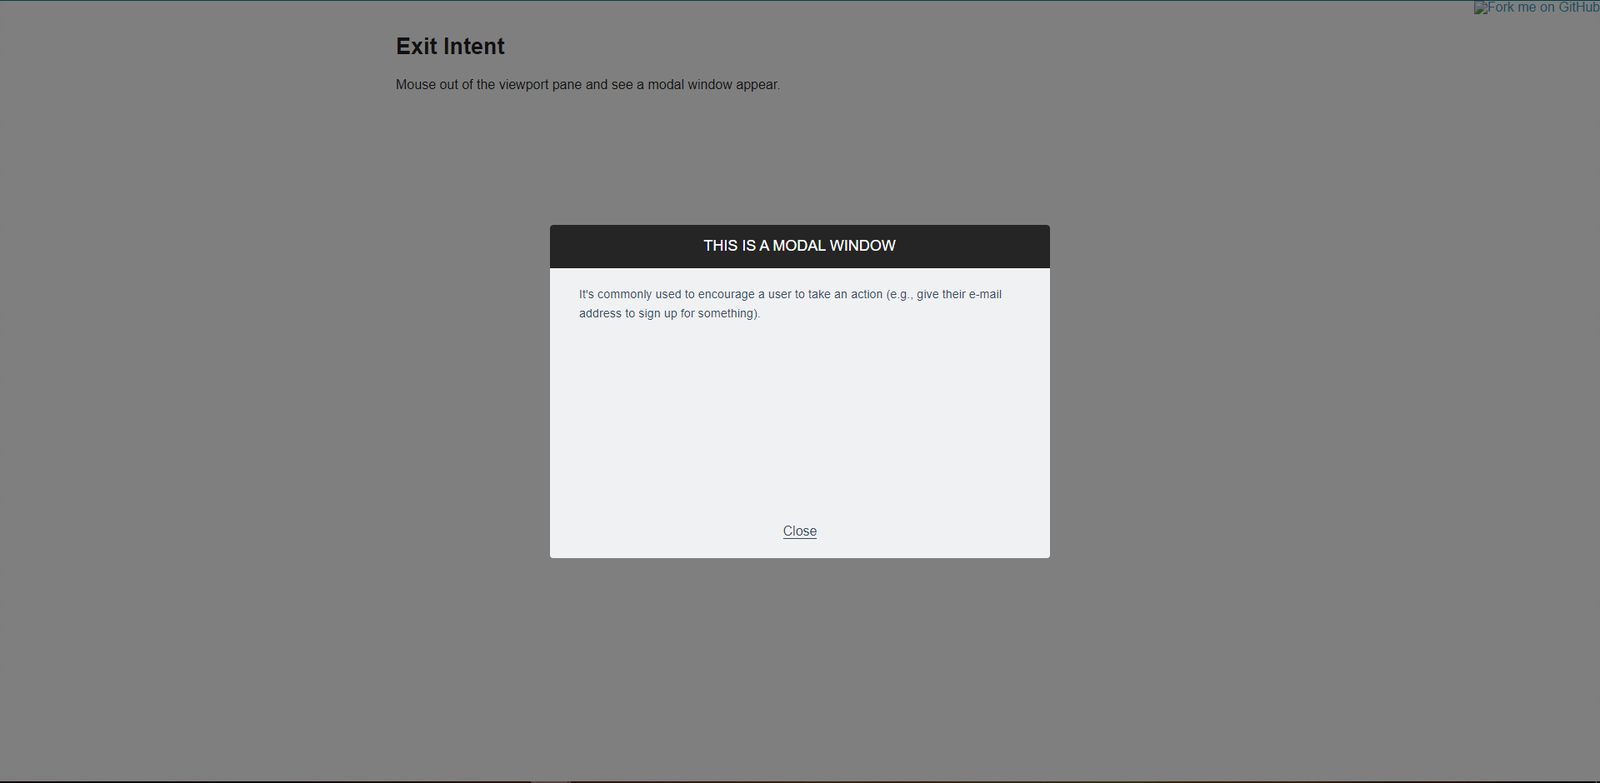 Fork me on GitHub
Exit Intent
Mouse out of the viewport pane and see a modal window appear.
THIS IS A MODAL WINDOW
It's commonly used to encourage a user to take an action (e.g., give their e-mail
address to sign up for something).
Close